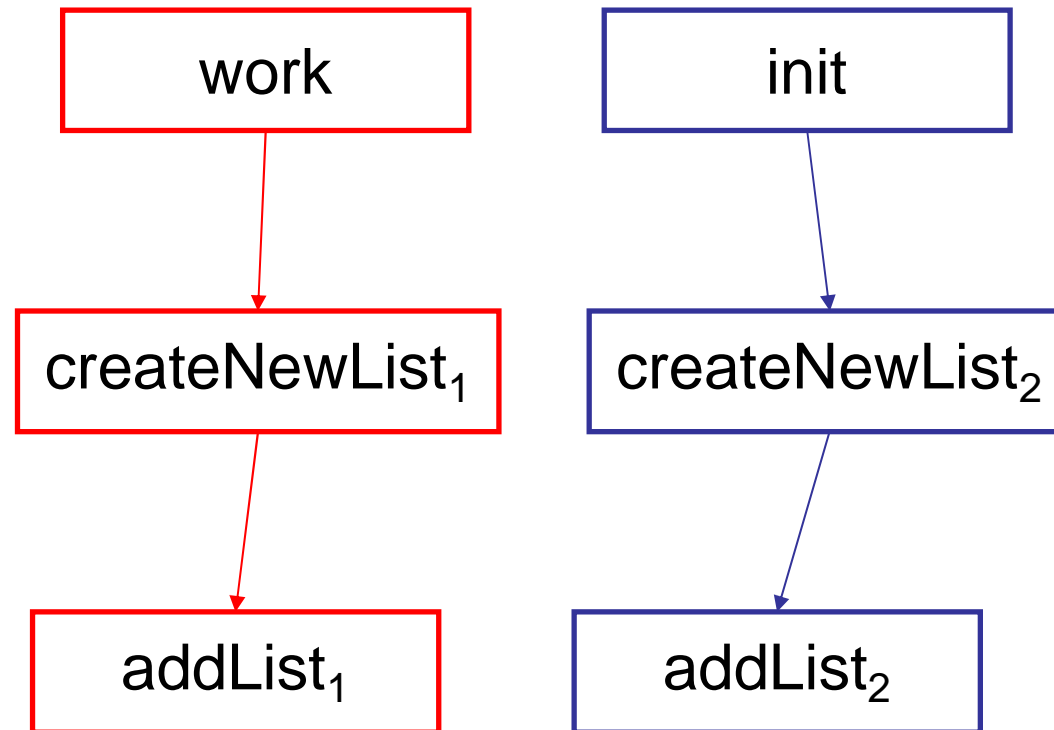 work
init
createNewList₁
createNewList₂
addList₁
addList₂